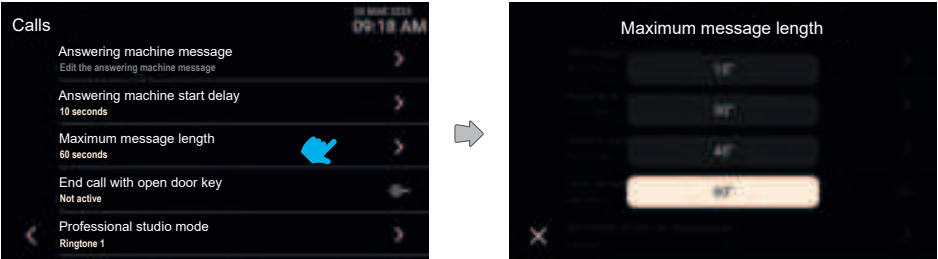 Calls
09:18 AM
Answering machine message
Edit the answering machine message
Answering machine start delay
10 seconds
Maximum message length
60 seconds
End call with open door key
Not active
Professional studio mode
Ringtone 1
Maximum message length